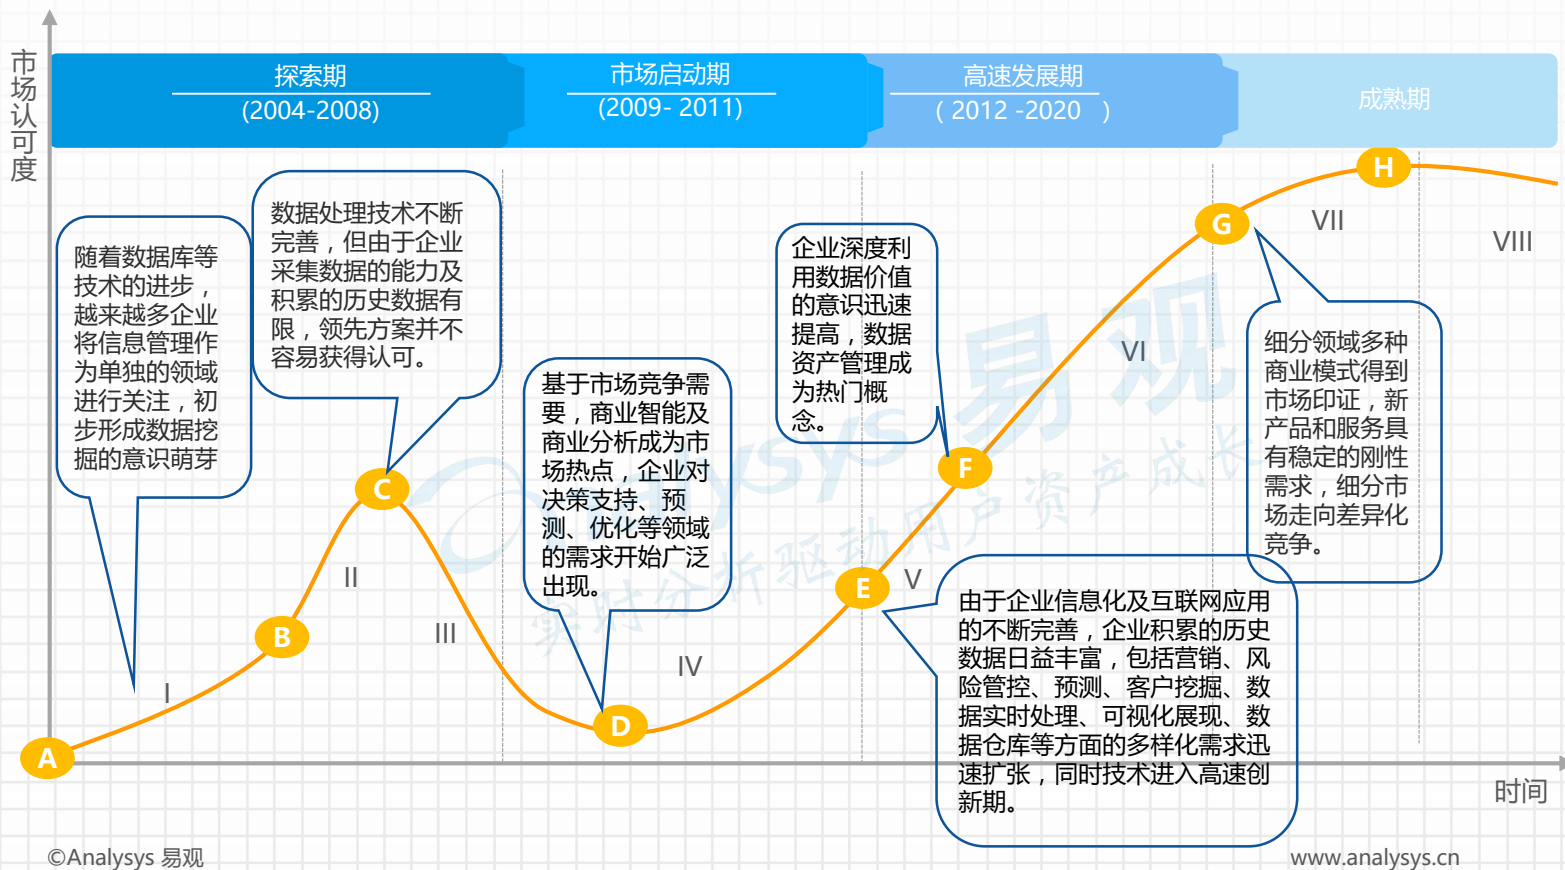 市场认可度
探索期
(2004-2008)
市场启动期
(2009- 2011)
高速发展期
( 2012 -2020 )
成熟期
随着数据库等
技术的进步，
越来越多企业
将信息管理作
为单独的领域
进行关注，初
步形成数据挖
掘的意识萌芽
数据处理技术不断
完善，但由于企业
采集数据的能力及
积累的历史数据有
限，领先方案并不
容易获得认可。
基于市场竞争需
要，商业智能及
商业分析成为市
场热点，企业对
决策支持、预
测、优化等领域
的需求开始广泛
出现。
企业深度利
用数据价值
的意识迅速
提高，数据
资产管理成
为热门概
念。
细分领域多种
商业模式得到
市场印证，新
产品和服务具
有稳定的刚性
需求，细分市
场走向差异化
竞争。
由于企业信息化及互联网应用
的不断完善，企业积累的历史
数据日益丰富，包括营销、风
险管控、预测、客户挖掘、数
据实时处理、可视化展现、数
据仓库等方面的多样化需求迅
速扩张，同时技术进入高速创
新期。
A
B
C
D
E
F
G
H
I
II
III
IV
V
VI
VII
VIII
Analysys 易观
实时分析驱动用户资产成长
时间
©Analysys 易观
www.analysys.cn